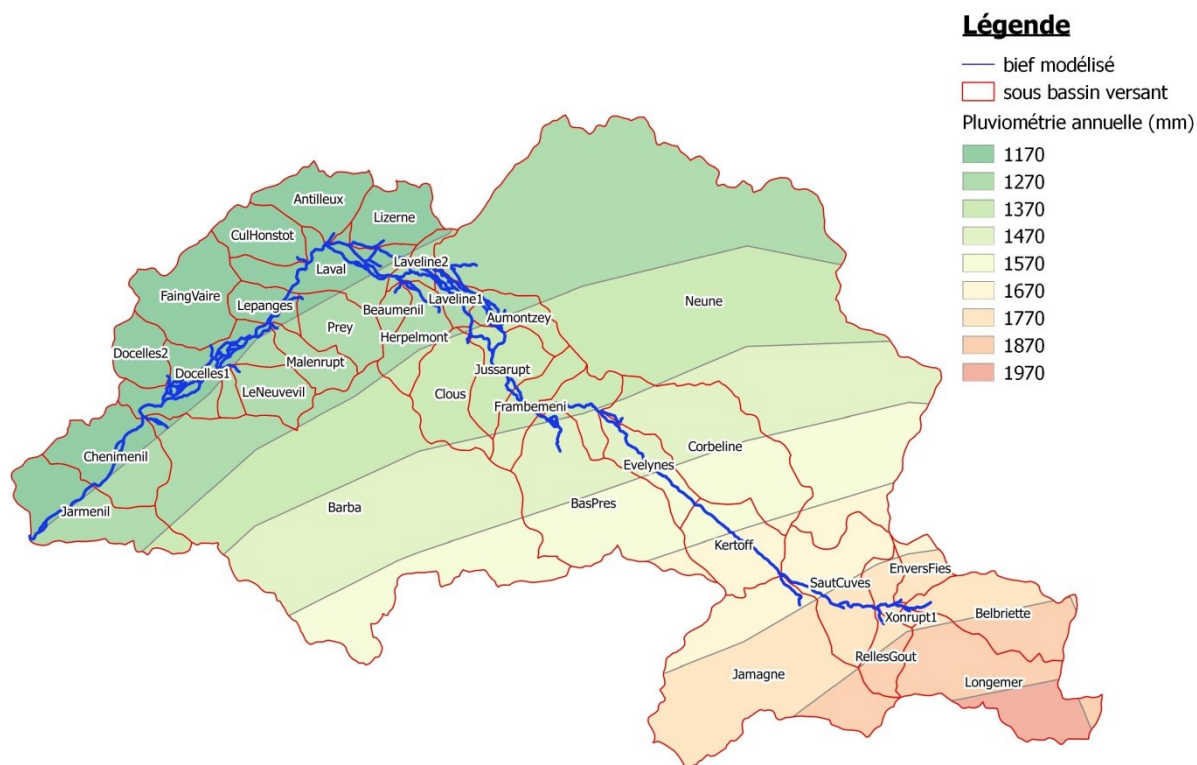 Légende
bief modélisé
sous bassin versant
Pluviométrie annuelle (mm)
1170
1270
1370
1470
1570
1670
1770
1870
1970
Antilleux
Lizerne
CulHonstot
Laveline2
Laval
FaingVaire
Laveline1
Neune
Lepanges
Beaumenil
Aumontzey
Prey
Herpelmont
Docelles2
Malenrupt
Docelles1
Jussarupt
LeNeuvevil
Clous
Frambemeni
Corbeline
Chenimenil
Evelynes
BasPres
Barba
Jarmenil
Kertoff
EnversFies
SautCuves
Belbriette
Xonrupt1
RellesGout
Jamagne
Longemer